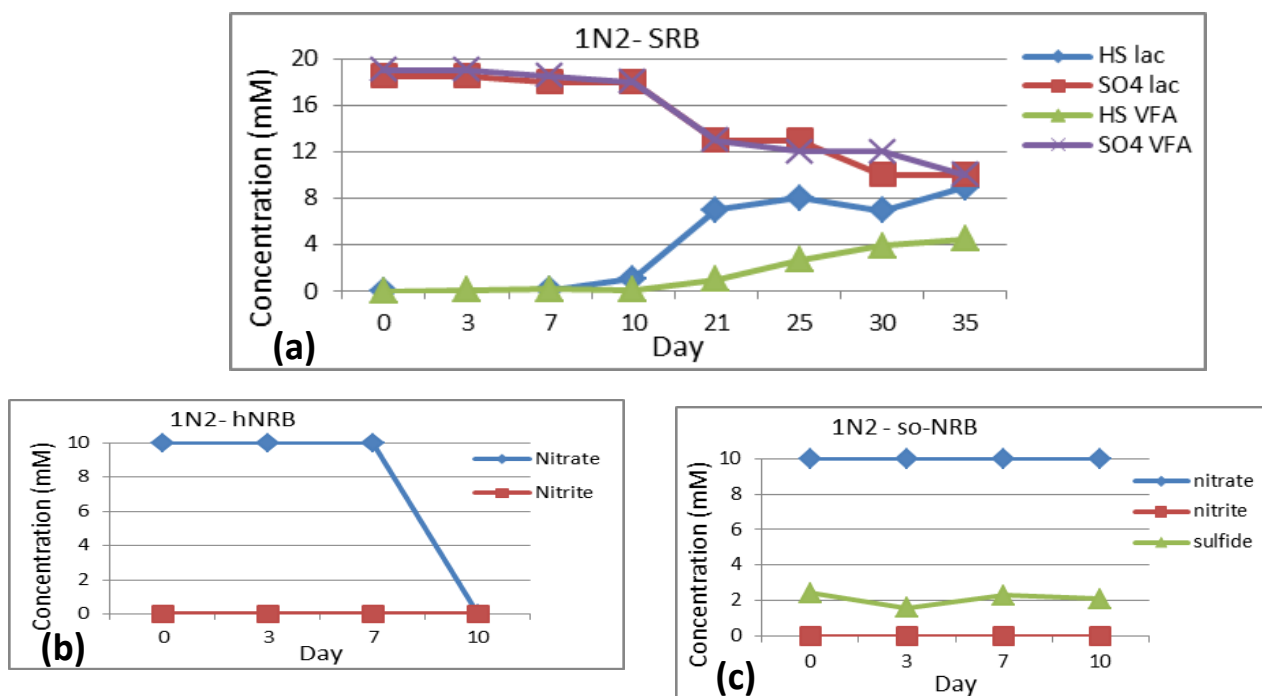 1N2- SRB
Concentration (mM)
20
16
12
8
4
0
0 3 7 10 21 25 30 35
Day
HS lac
SO4 lac
HS VFA
SO4 VFA
(a)
1N2- hNRB
Concentration (mM)
10
8
6
4
2
0
0 3 7 10
Day
Nitrate
Nitrite
(b)
1N2 - so-NRB
Concentration (mM)
10
8
6
4
2
0
0 3 7 10
Day
nitrate
nitrite
sulfide
(c)